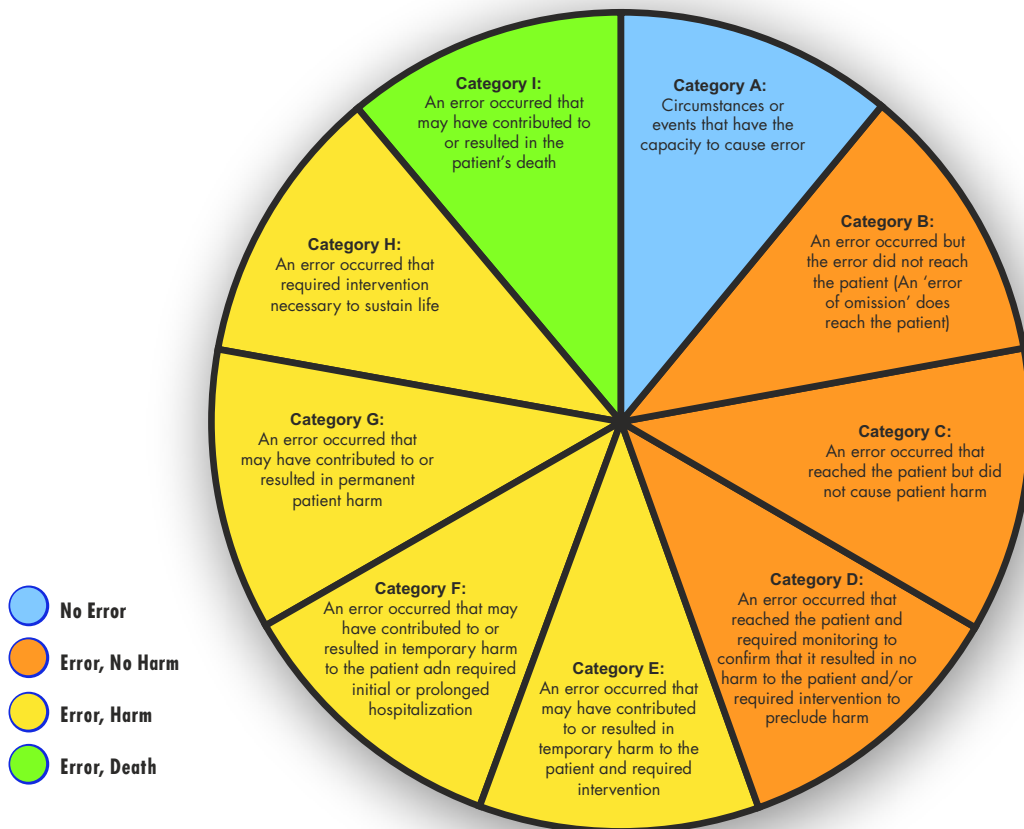 Category I:
An error occurred that
may have contributed to
or resulted in the
patient's death
Category A:
Circumstances or
events that have the
capacity to cause error
Category B:
An error occurred but
the error did not reach
the patient (An ‘error
of omission’ does
reach the patient)
Category H:
An error occurred that
required intervention
necessary to sustain life
Category C:
An error occurred that
reached the patient but did
not cause patient harm
Category G:
An error occurred that
may have contributed to or
resulted in permanent
patient harm
Category D:
An error occurred that
reached the patient and
required monitoring to
confirm that it resulted in no
harm to the patient and/or
required intervention to
preclude harm
Category F:
An error occurred that may
have contributed to or
resulted in temporary harm
to the patient adn required
initial or prolonged
hospitalization
Category E:
An error occurred that
may have contributed
to or resulted in
temporary harm to the
patient and required
intervention
No Error
Error, No Harm
Error, Harm
Error, Death